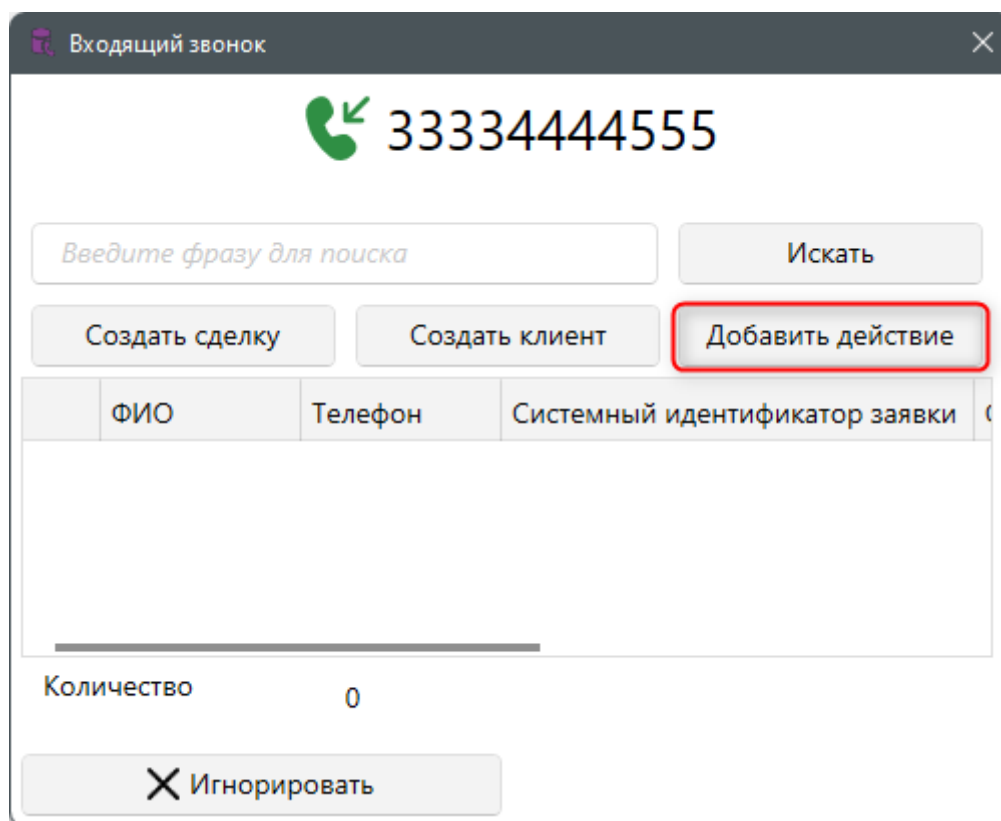 Входящий звонок
33334444555
Введите фразу для поиска
Искать
Создать сделку
Создать клиент
Добавить действие
ФИО
Телефон
Системный идентификатор заявки
Количество
0
Игнорировать